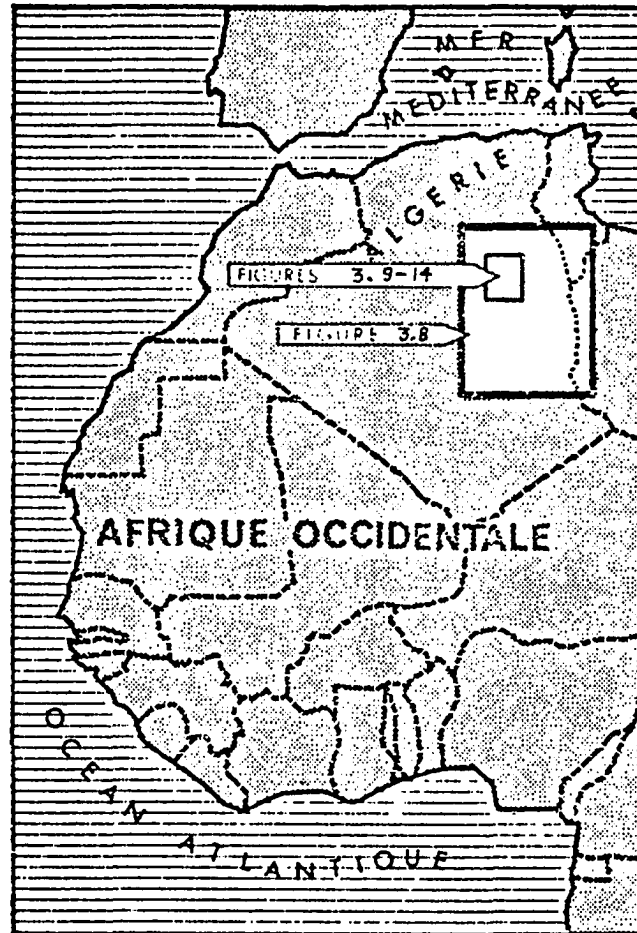 MER
MEDITERRANEE
ALGERIE
FIGURES 3.9-14
FIGURE 3.8
AFRIQUE OCCIDENTALE
OCEAN ATLANTIQUE